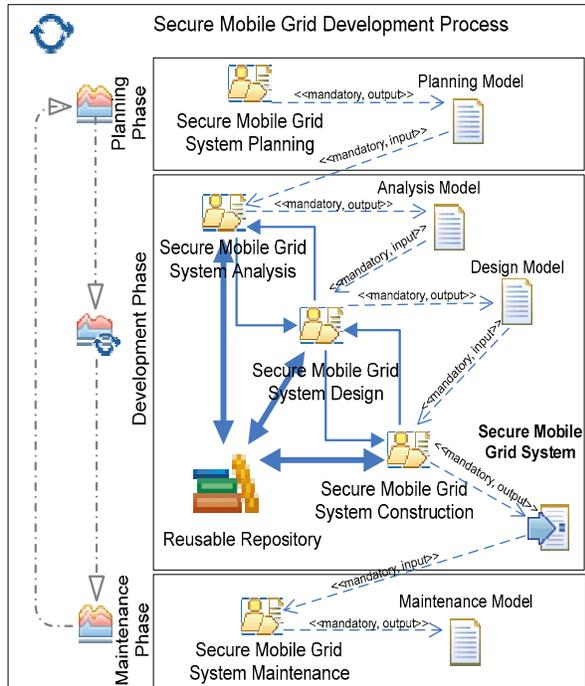 Secure Mobile Grid Development Process
Planning
Phase
Planning Model
<<mandatory, output>>
Secure Mobile Grid
System Planning
<<mandatory, input>>
Development Phase
Analysis Model
<<mandatory, output>>
Secure Mobile Grid
System Analysis
<<mandatory, input>>
Design Model
<<mandatory, output>>
Secure Mobile Grid
System Design
<<mandatory, input>>
Secure Mobile
Grid System
<<mandatory, output>>
Secure Mobile Grid
System Construction
Reusable Repository
<<mandatory, input>>
Maintenance
Phase
Maintenance Model
<<mandatory, output>>
Secure Mobile Grid
System Maintenance